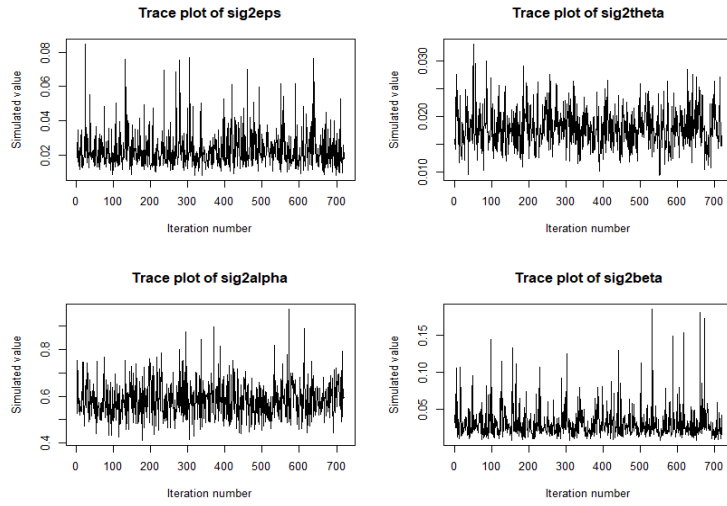 Trace plot of sig2eps
Simulated value
0.02 0.04 0.06 0.08
0 100 200 300 400 500 600 700
Iteration number
Trace plot of sig2theta
Simulated value
0.010 0.020 0.030
0 100 200 300 400 500 600 700
Iteration number
Trace plot of sig2alpha
Simulated value
0.4 0.6 0.8
0 100 200 300 400 500 600 700
Iteration number
Trace plot of sig2beta
Simulated value
0.05 0.15
0 100 200 300 400 500 600 700
Iteration number